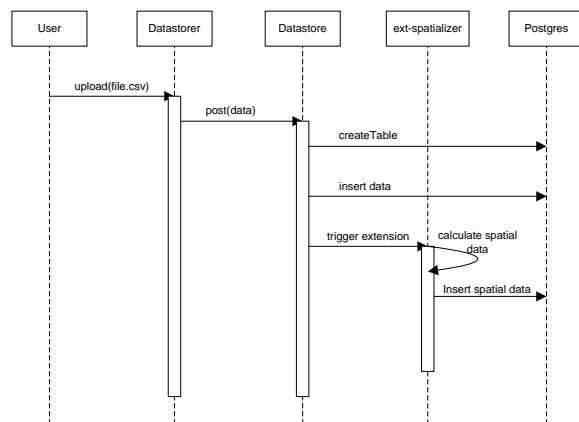 User
Datastorer
Datastore
ext-spatializer
Postgres
upload(file.csv)
post(data)
createTable
insert data
trigger extension
calculate spatial
data
Insert spatial data